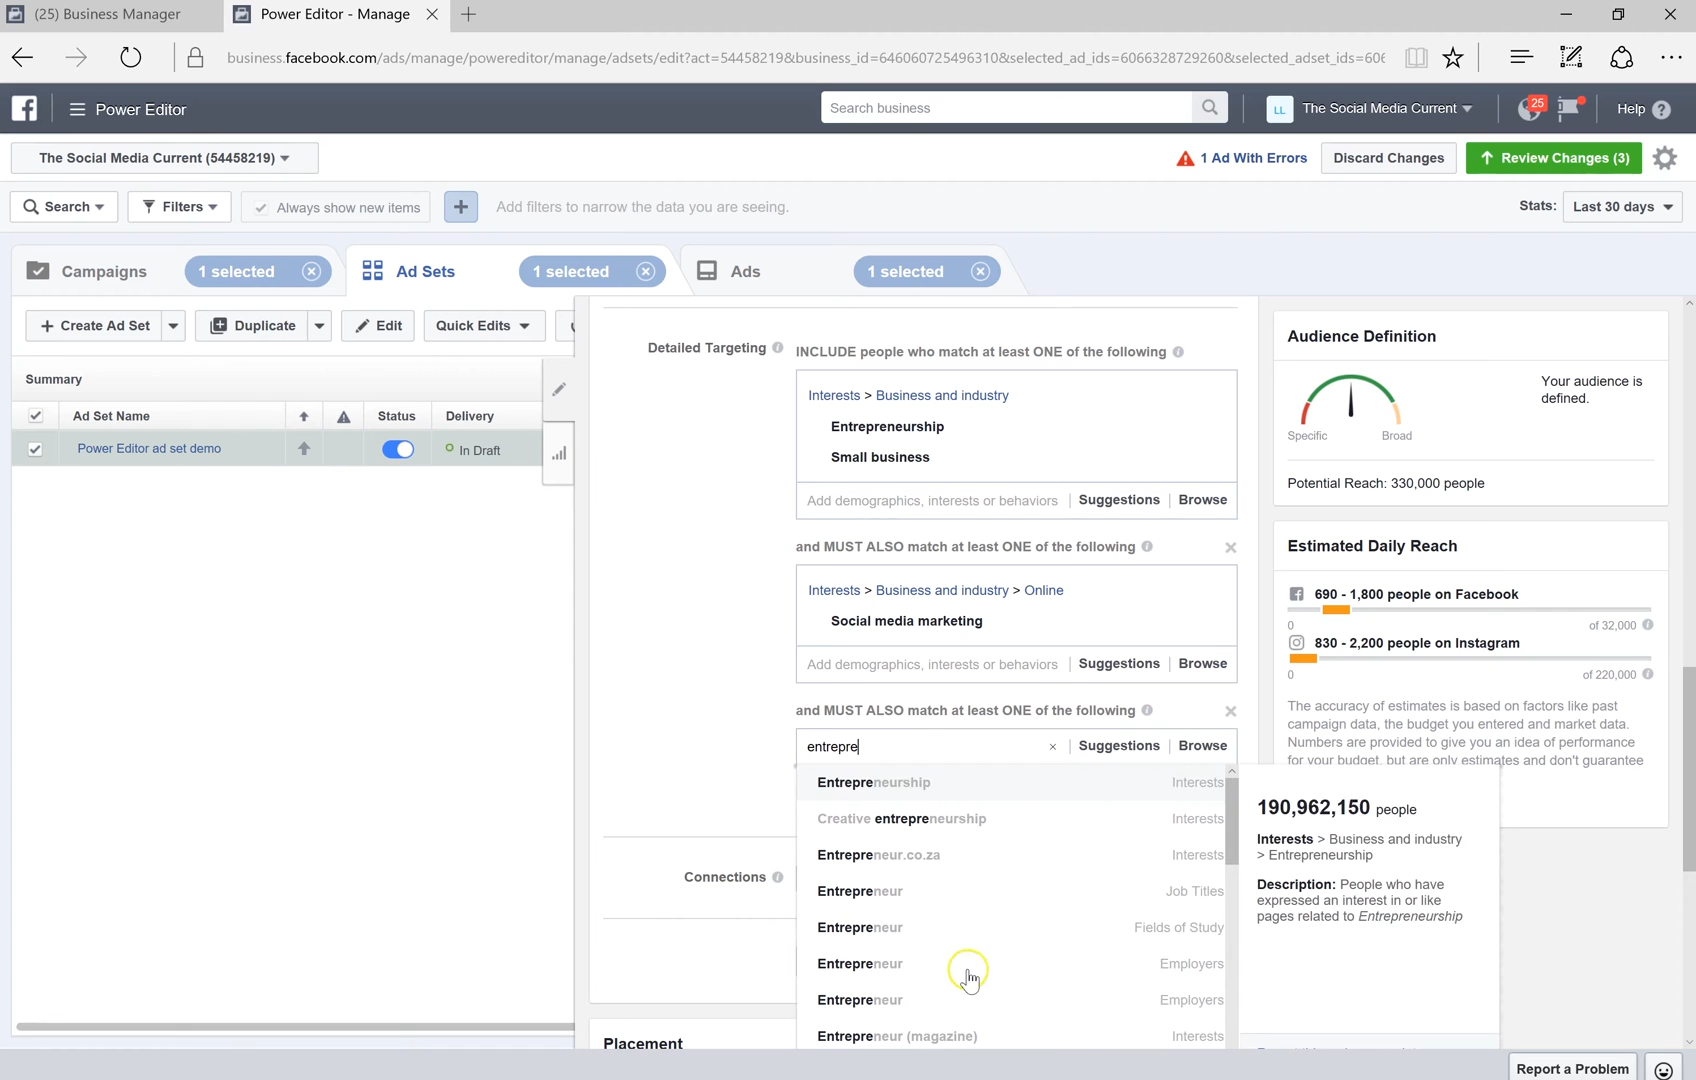 (25) Business Manager
Power Editor - Manage
business.facebook.com/ads/manage/powereditor/manage/adsets/edit?act=54458219&business_id=646060725496310&selected_ad_ids=6066328729260&selected_adset_ids=606
Power Editor
Search business
LL The Social Media Current
25
Help
The Social Media Current (54458219)
1 Ad With Errors
Discard Changes
Review Changes (3)
Search
Filters
Always show new items
+
Add filters to narrow the data you are seeing.
Stats: Last 30 days
Campaigns
1 selected
Ad Sets
1 selected
Ads
1 selected
+ Create Ad Set
Duplicate
Edit
Quick Edits
Summary
Ad Set Name
Status
Delivery
Power Editor ad set demo
In Draft
Detailed Targeting
INCLUDE people who match at least ONE of the following
Interests > Business and industry
Entrepreneurship
Small business
Add demographics, interests or behaviors
Suggestions
Browse
and MUST ALSO match at least ONE of the following
Interests > Business and industry > Online
Social media marketing
Add demographics, interests or behaviors
Suggestions
Browse
and MUST ALSO match at least ONE of the following
entrepre
Suggestions
Browse
Entrepreneurship Interests
Creative entrepreneurship Interests
Entrepreneur.co.za Interests
Entrepreneur Job Titles
Entrepreneur Fields of Study
Entrepreneur Employers
Entrepreneur Employers
Entrepreneur (magazine) Interests
Connections
Placement
190,962,150 people
Interests > Business and industry
> Entrepreneurship
Description: People who have
expressed an interest in or like
pages related to Entrepreneurship
Audience Definition
Your audience is
defined.
Specific
Broad
Potential Reach: 330,000 people
Estimated Daily Reach
690 - 1,800 people on Facebook
0
of 32,000
830 - 2,200 people on Instagram
0
of 220,000
The accuracy of estimates is based on factors like past
campaign data, the budget you entered and market data.
Numbers are provided to give you an idea of performance
for your budget, but are only estimates and don't guarantee
Report a Problem